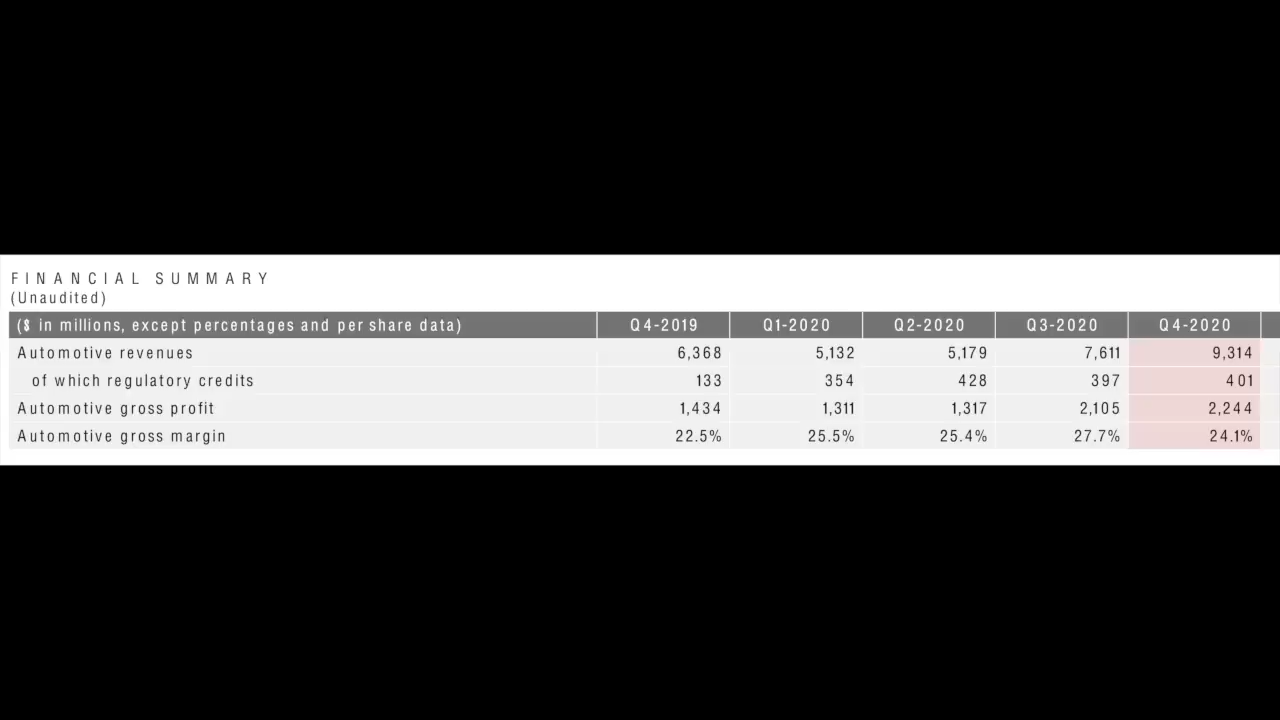 FINANCIAL SUMMARY
(Unaudited)
($ in millions, except percentages and per share data) Q4-2019 Q1-2020 Q2-2020 Q3-2020 Q4-2020
Automotive revenues 6,368 5,132 5,179 7,611 9,314
of which regulatory credits 133 354 428 397 401
Automotive gross profit 1,434 1,311 1,317 2,105 2,244
Automotive gross margin 22.5% 25.5% 25.4% 27.7% 24.1%